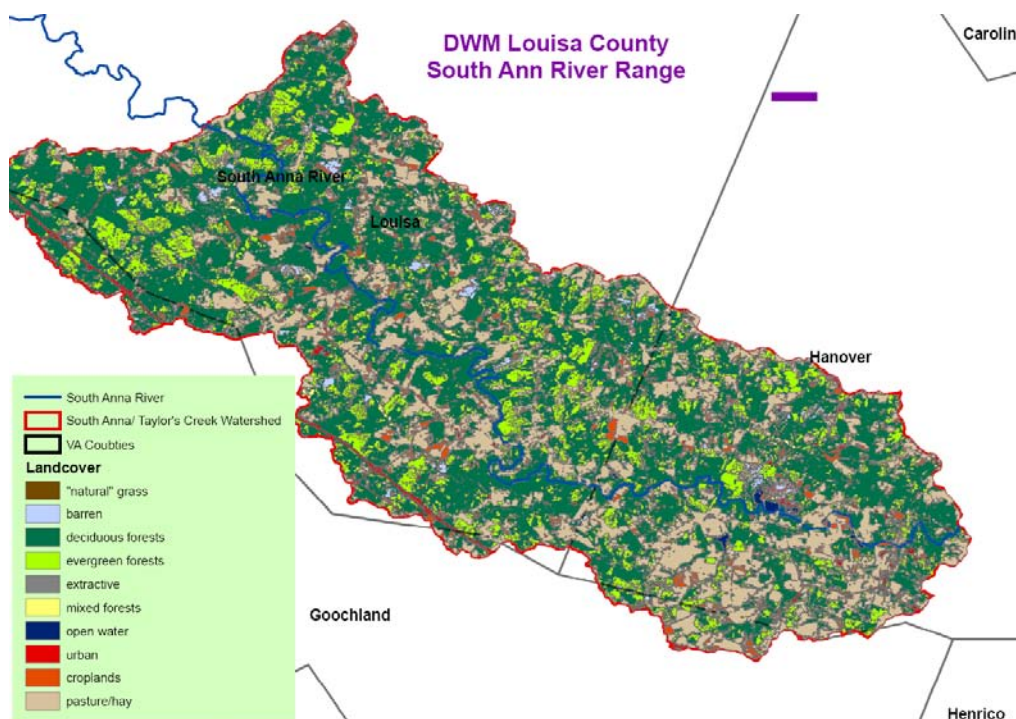 DWM Louisa County
South Ann River Range
Carolin
South Anna River
Louisa
Hanover
South Anna River
South Anna/ Taylor's Creek Watershed
VA Coubties
Landcover
"natural" grass
barren
deciduous forests
evergreen forests
extractive
mixed forests
open water
urban
croplands
pasture/hay
Goochland
Henrico